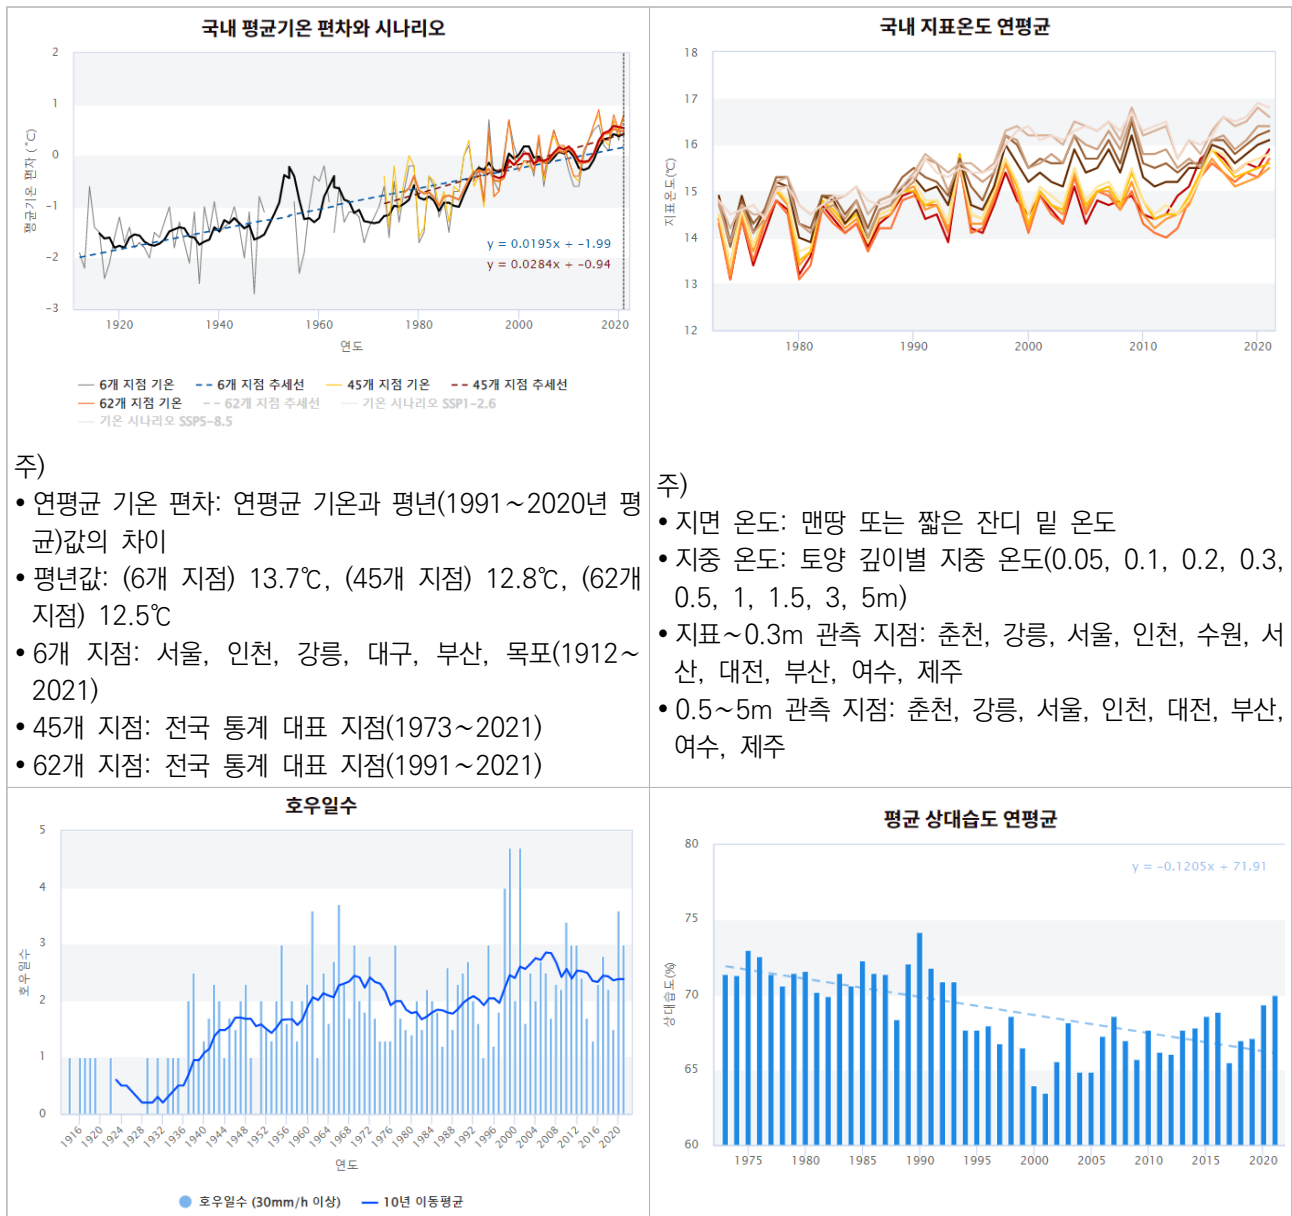 국내 평균기온 편차와 시나리오
평균기온 편차 (˚C)
2
1
0
−1
−2
−3
y = 0.0195x + −1.99
y = 0.0284x + −0.94
1920 1940 1960 1980 2000 2020
연도
6개 지점 기온 6개 지점 추세선 45개 지점 기온 45개 지점 추세선
62개 지점 기온 62개 지점 추세선 기온 시나리오 SSP1−2.6
기온 시나리오 SSP5−8.5
주)
• 연평균 기온 편차: 연평균 기온과 평년(1991~2020년 평
균)값의 차이
• 평년값: (6개 지점) 13.7℃, (45개 지점) 12.8℃, (62개
지점) 12.5℃
• 6개 지점: 서울, 인천, 강릉, 대구, 부산, 목포(1912~
2021)
• 45개 지점: 전국 통계 대표 지점(1973~2021)
• 62개 지점: 전국 통계 대표 지점(1991~2021)
국내 지표온도 연평균
지표온도(℃)
18
17
16
15
14
13
12
1980 1990 2000 2010 2020
주)
• 지면 온도: 맨땅 또는 짧은 잔디 밑 온도
• 지중 온도: 토양 깊이별 지중 온도(0.05, 0.1, 0.2, 0.3,
0.5, 1, 1.5, 3, 5m)
• 지표~0.3m 관측 지점: 춘천, 강릉, 서울, 인천, 수원, 서
산, 대전, 부산, 여수, 제주
• 0.5~5m 관측 지점: 춘천, 강릉, 서울, 인천, 대전, 부산,
여수, 제주
호우일수
호우일수
5
4
3
2
1
0
1916 1920 1924 1928 1932 1936 1940 1944 1948 1952 1956 1960 1964 1968 1972 1976 1980 1984 1988 1992 1996 2000 2004 2008 2012 2016 2020
연도
호우일수 (30mm/h 이상) 10년 이동평균
평균 상대습도 연평균
상대습도(%)
80
75
70
65
60
y = −0.1205x + 71.91
1975 1980 1985 1990 1995 2000 2005 2010 2015 2020